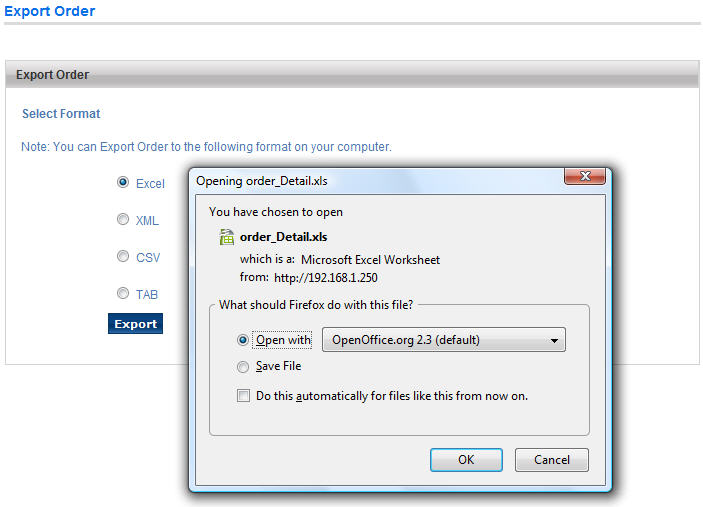 Export Order
Export Order
Select Format
Note: You can Export Order to the following format on your computer.
Excel
XML
CSV
TAB
Export
Opening order_Detail.xls
You have chosen to open
order_Detail.xls
which is a: Microsoft Excel Worksheet
from: http://192.168.1.250
What should Firefox do with this file?
Open with OpenOffice.org 2.3 (default)
Save File
Do this automatically for files like this from now on.
OK Cancel